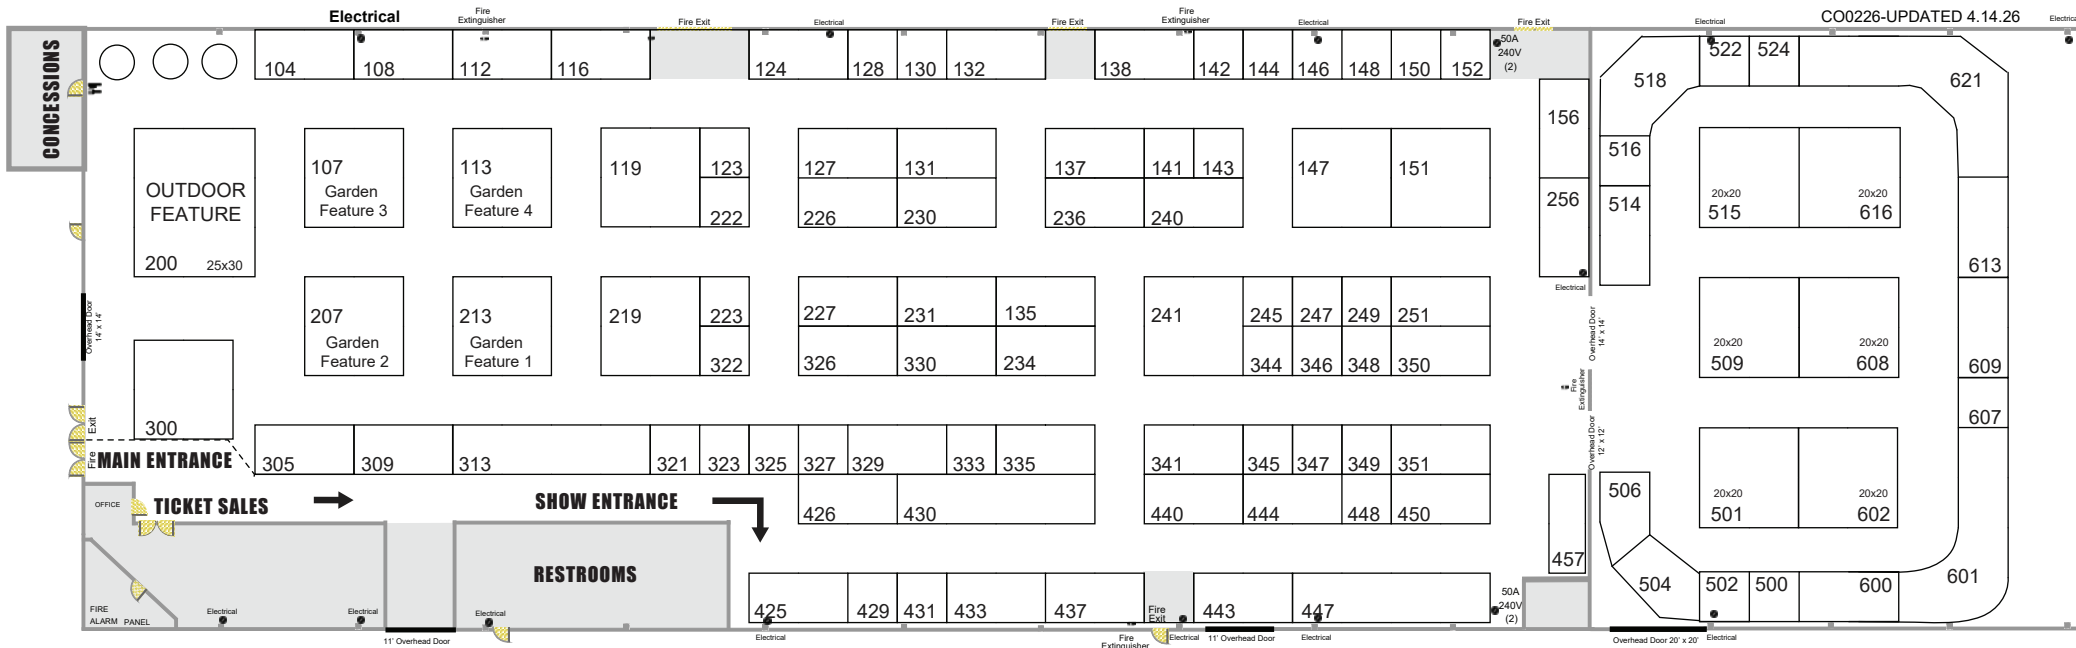 Electrical
Fire
Extinguisher
Fire Exit
Electrical
Fire Exit
Fire
Extinguisher
Electrical
Fire Exit
Electrical
CO0226-UPDATED 4.14.26
Electrical
CONCESSIONS
104 108 112 116 124 128 130 132 138 142 144 146 148 150 152
50A
240V
(2)
518 522 524 621
156
516
107
Garden
Feature 3
113
Garden
Feature 4
119 123 127 131 137 141 143 147 151
OUTDOOR
FEATURE
200 25x30
222 226 230 236 240 256 514
20x20
515
20x20
616
613
Electrical
Overhead Door
14' x 14'
207
Garden
Feature 2
213
Garden
Feature 1
219 223 227 231 135 241 245 247 249 251
322 326 330 234 344 346 348 350
Overhead Door
14' x 14'
20x20
509
20x20
608
609
Fire
Extinguisher
607
300
Fire Exit
MAIN ENTRANCE
305 309 313 321 323 325 327 329 333 335 341 345 347 349 351
Overhead Door
12' x 12'
OFFICE
TICKET SALES
SHOW ENTRANCE
426 430 440 444 448 450
506
20x20
501
20x20
602
457
RESTROOMS
504 502 500 600 601
FIRE
ALARM PANEL
Electrical
Electrical
Electrical
425 429 431 433 437
Fire
Exit
443 447
50A
240V
(2)
11' Overhead Door
Electrical
Fire
Extinguisher
Electrical
11' Overhead Door
Electrical
Overhead Door 20' x 20'
Electrical